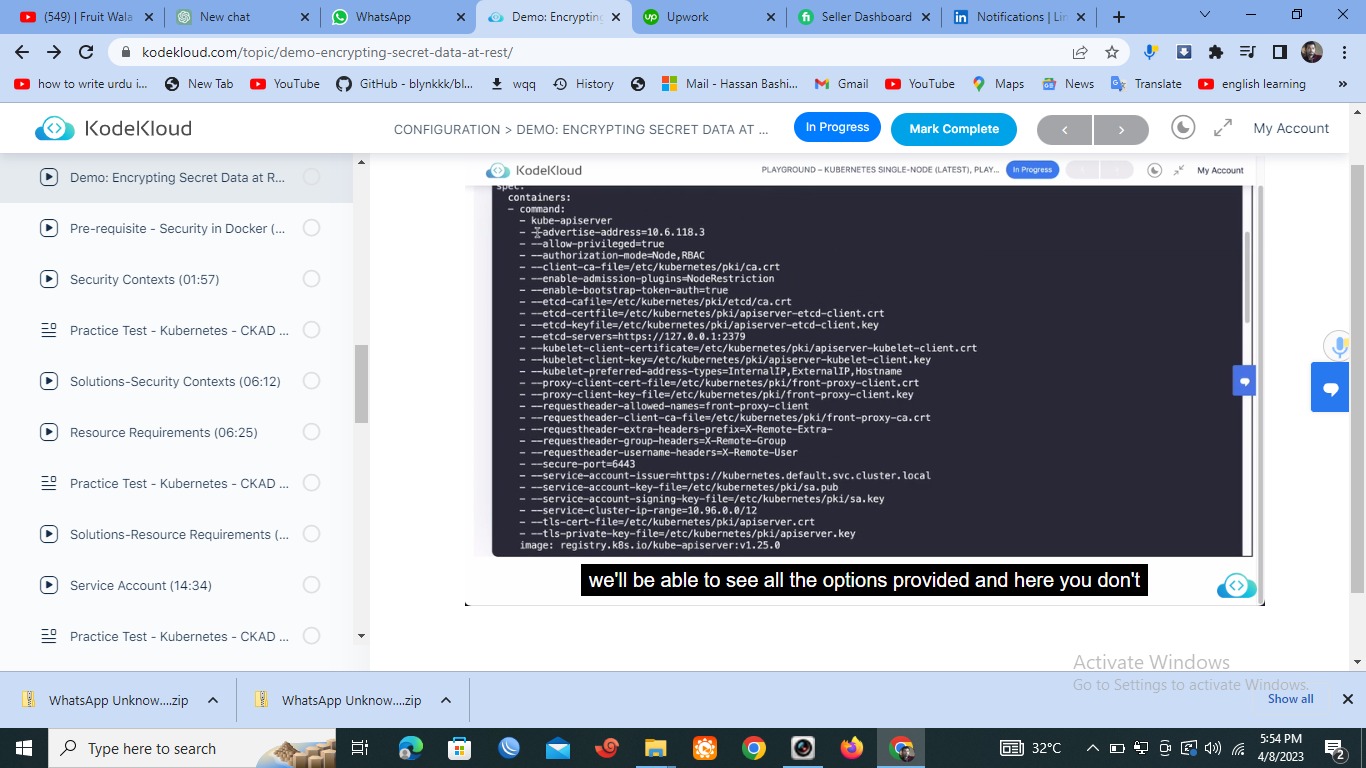 (549) | Fruit Wala
New chat
WhatsApp
Demo: Encrypting
Upwork
Seller Dashboard
Notifications | Lin
kodekloud.com/topic/demo-encrypting-secret-data-at-rest/
how to write urdu i...
New Tab
YouTube
GitHub - blynkkk/bl...
wqq
History
Mail - Hassan Bashi...
Gmail
YouTube
Maps
News
Translate
english learning
KodeKloud
CONFIGURATION > DEMO: ENCRYPTING SECRET DATA AT ...
In Progress
Mark Complete
My Account
Demo: Encrypting Secret Data at R...
Pre-requisite - Security in Docker (...
Security Contexts (01:57)
Practice Test - Kubernetes - CKAD ...
Solutions-Security Contexts (06:12)
Resource Requirements (06:25)
Practice Test - Kubernetes - CKAD ...
Solutions-Resource Requirements (...
Service Account (14:34)
Practice Test - Kubernetes - CKAD ...
KodeKloud
PLAYGROUND – KUBERNETES SINGLE-NODE (LATEST), PLAY...
In Progress
My Account
spec:
containers:
- command:
- kube-apiserver
- --advertise-address=10.6.118.3
- --allow-privileged=true
- --authorization-mode=Node,RBAC
- --client-ca-file=/etc/kubernetes/pki/ca.crt
- --enable-admission-plugins=NodeRestriction
- --enable-bootstrap-token-auth=true
- --etcd-cafile=/etc/kubernetes/pki/etcd/ca.crt
- --etcd-certfile=/etc/kubernetes/pki/apiserver-etcd-client.crt
- --etcd-keyfile=/etc/kubernetes/pki/apiserver-etcd-client.key
- --etcd-servers=https://127.0.0.1:2379
- --kubelet-client-certificate=/etc/kubernetes/pki/apiserver-kubelet-client.crt
- --kubelet-client-key=/etc/kubernetes/pki/apiserver-kubelet-client.key
- --kubelet-preferred-address-types=InternalIP,ExternalIP,Hostname
- --proxy-client-cert-file=/etc/kubernetes/pki/front-proxy-client.crt
- --proxy-client-key-file=/etc/kubernetes/pki/front-proxy-client.key
- --requestheader-allowed-names=front-proxy-client
- --requestheader-client-ca-file=/etc/kubernetes/pki/front-proxy-ca.crt
- --requestheader-extra-headers-prefix=X-Remote-Extra-
- --requestheader-group-headers=X-Remote-Group
- --requestheader-username-headers=X-Remote-User
- --secure-port=6443
- --service-account-issuer=https://kubernetes.default.svc.cluster.local
- --service-account-key-file=/etc/kubernetes/pki/sa.pub
- --service-account-signing-key-file=/etc/kubernetes/pki/sa.key
- --service-cluster-ip-range=10.96.0.0/12
- --tls-cert-file=/etc/kubernetes/pki/apiserver.crt
- --tls-private-key-file=/etc/kubernetes/pki/apiserver.key
image: registry.k8s.io/kube-apiserver:v1.25.0
we'll be able to see all the options provided and here you don't
Activate Windows
Go to Settings to activate Windows.
WhatsApp Unknow....zip
WhatsApp Unknow....zip
Show all
Type here to search
32°C
5:54 PM
4/8/2023
2